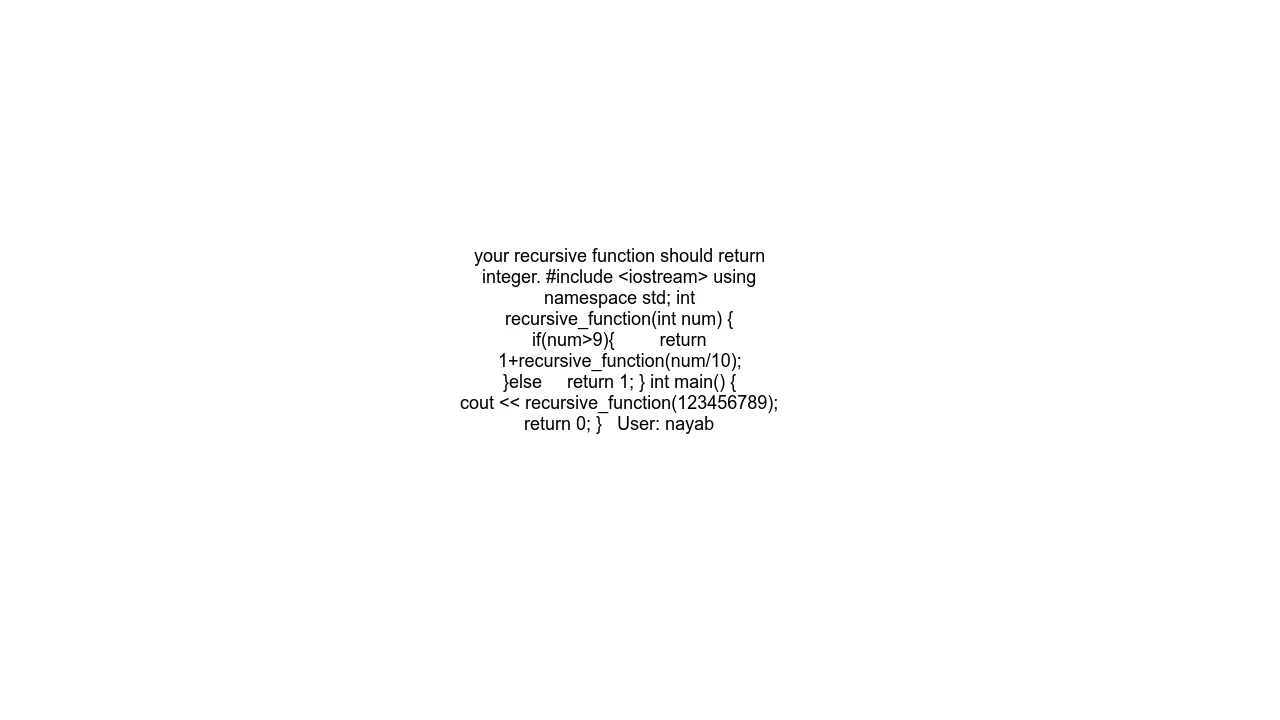 your recursive function should return
integer. #include <iostream> using
namespace std; int
recursive_function(int num) {
if(num>9){         return
1+recursive_function(num/10);
}else     return 1; } int main() {
cout << recursive_function(123456789);
return 0; }   User: nayab